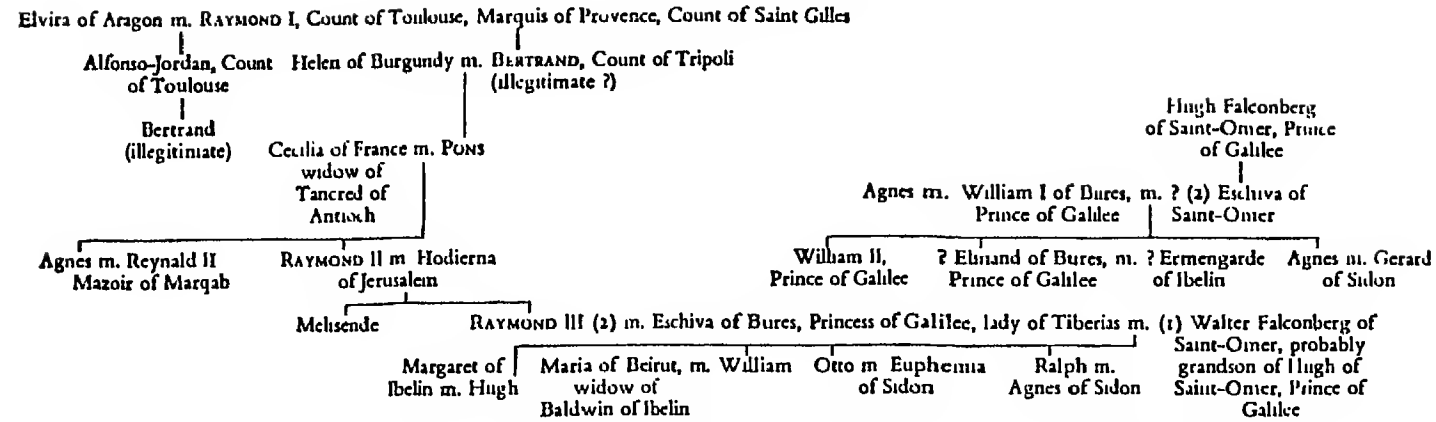 Elvira of Aragon m. RAYMOND I, Count of Toulouse, Marquis of Provence, Count of Saint Gilles
Alfonso-Jordan, Count
of Toulouse
Helen of Burgundy m. BERTRAND, Count of Tripoli
(illegitimate ?)
Bertrand
(illegitimate)
Cecilia of France m. PONS
widow of
Tancred of
Antioch
Hugh Falconberg
of Saint-Omer, Prince
of Galilee
Agnes m. William I of Bures, m. ? (2) Eschiva of
Prince of Galilee
Saint-Omer
Agnes m. Reynald II
Mazoir of Marqab
RAYMOND II m Hodierna
of Jerusalem
William II,
Prince of Galilee
? Elinand of Bures, m. ? Ermengarde
Prince of Galilee
of Ibelin
Agnes m. Gerard
of Sidon
Melisende
RAYMOND III (2) m. Eschiva of Bures, Princess of Galilee, lady of Tiberias m. (1) Walter Falconberg of
Saint-Omer, probably
grandson of Hugh of
Saint-Omer, Prince of
Galilee
Margaret of
Ibelin m. Hugh
Maria of Beirut, m. William
widow of
Baldwin of Ibelin
Otto m Euphemia
of Sidon
Ralph m.
Agnes of Sidon